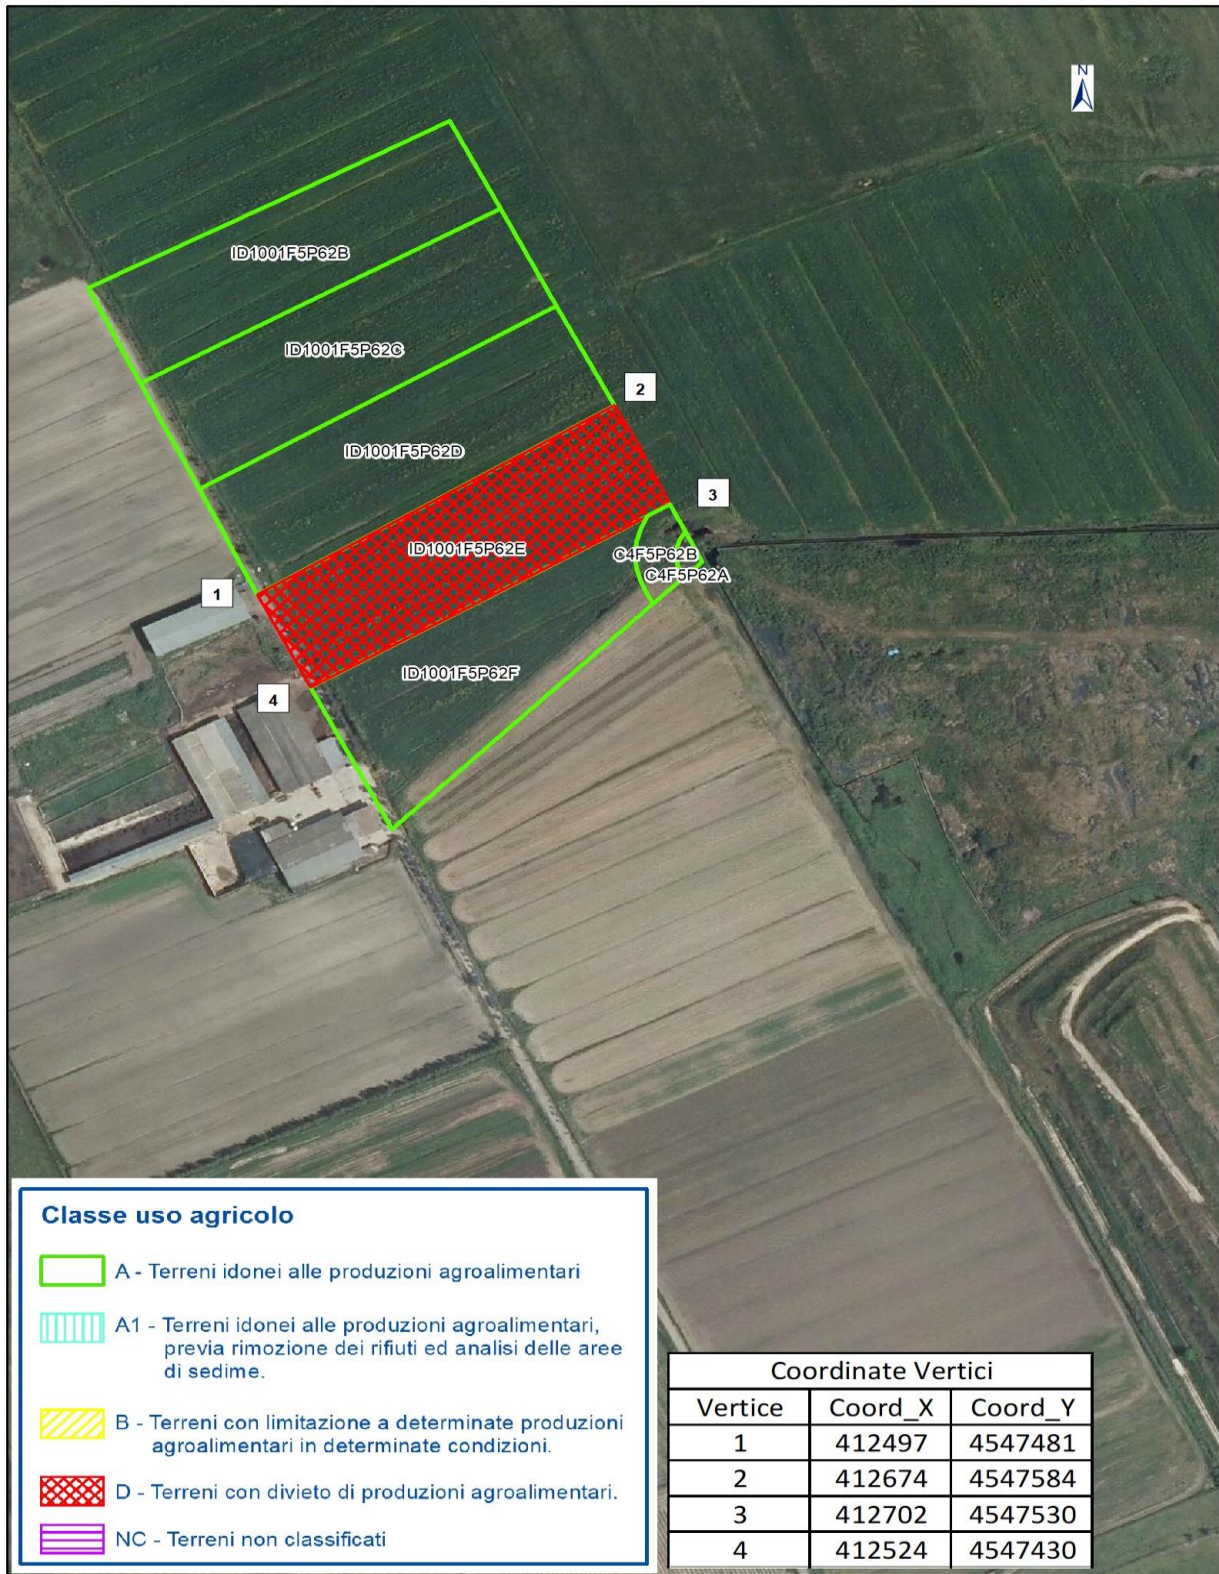 N
ID1001F5P62B
ID1001F5P62C
2
ID1001F5P62D
3
ID1001F5P62E
C4F5P62B
C4F5P62A
1
ID1001F5P62F
4
Classe uso agricolo
A - Terreni idonei alle produzioni agroalimentari
A1 - Terreni idonei alle produzioni agroalimentari,
previa rimozione dei rifiuti ed analisi delle aree
di sedime.
B - Terreni con limitazione a determinate produzioni
agroalimentari in determinate condizioni.
D - Terreni con divieto di produzioni agroalimentari.
NC - Terreni non classificati
Coordinate Vertici
Vertice Coord_X Coord_Y
1 412497 4547481
2 412674 4547584
3 412702 4547530
4 412524 4547430